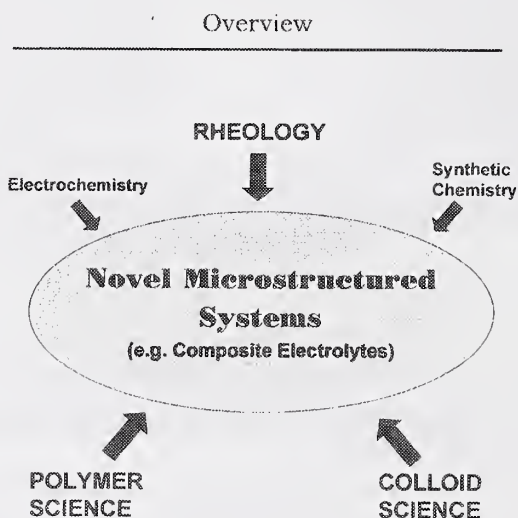 Overview
RHEOLOGY
Electrochemistry
Synthetic
Chemistry
Novel Microstructured
Systems
(e.g. Composite Electrolytes)
POLYMER
SCIENCE
COLLOID
SCIENCE